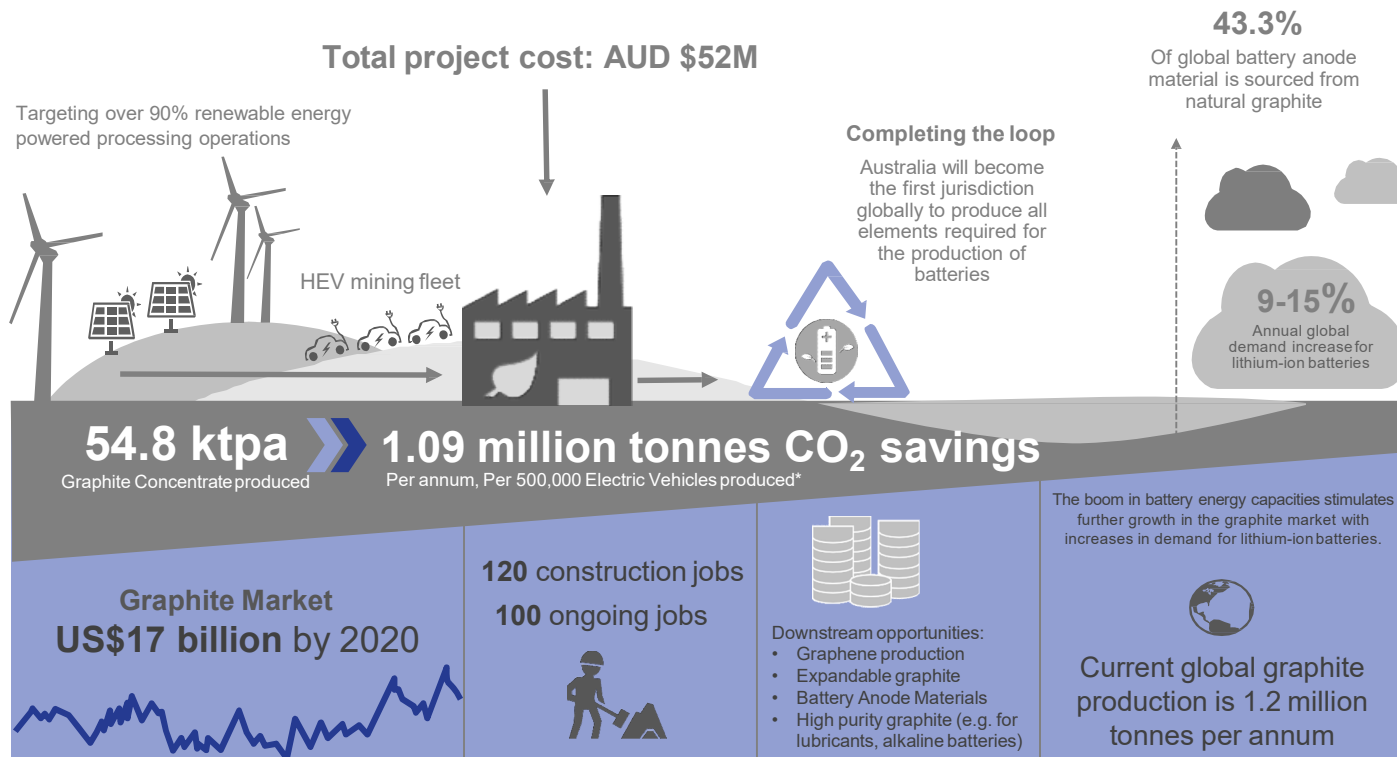 Total project cost: AUD $52M
43.3%
Of global battery anode
material is sourced from
natural graphite
Targeting over 90% renewable energy
powered processing operations
Completing the loop
Australia will become
the first jurisdiction
globally to produce all
elements required for
the production of
batteries
HEV mining fleet
9-15%
Annual global
demand increase for
lithium-ion batteries
54.8 ktpa
Graphite Concentrate produced
1.09 million tonnes CO₂ savings
Per annum, Per 500,000 Electric Vehicles produced*
Graphite Market
US$17 billion by 2020
120 construction jobs
100 ongoing jobs
Downstream opportunities:
• Graphene production
• Expandable graphite
• Battery Anode Materials
• High purity graphite (e.g. for
lubricants, alkaline batteries)
The boom in battery energy capacities stimulates
further growth in the graphite market with
increases in demand for lithium-ion batteries.
Current global graphite
production is 1.2 million
tonnes per annum